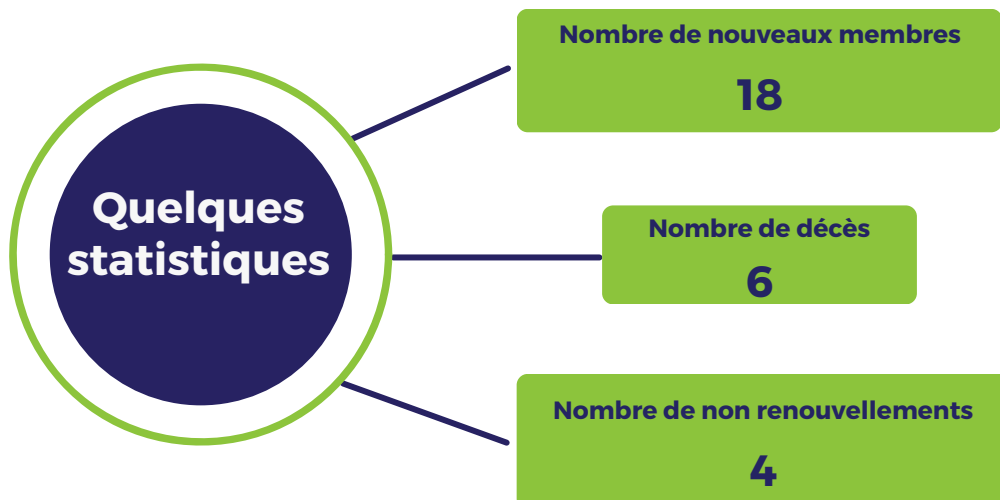 Quelques
statistiques
Nombre de nouveaux membres
18
Nombre de décès
6
Nombre de non renouvellements
4